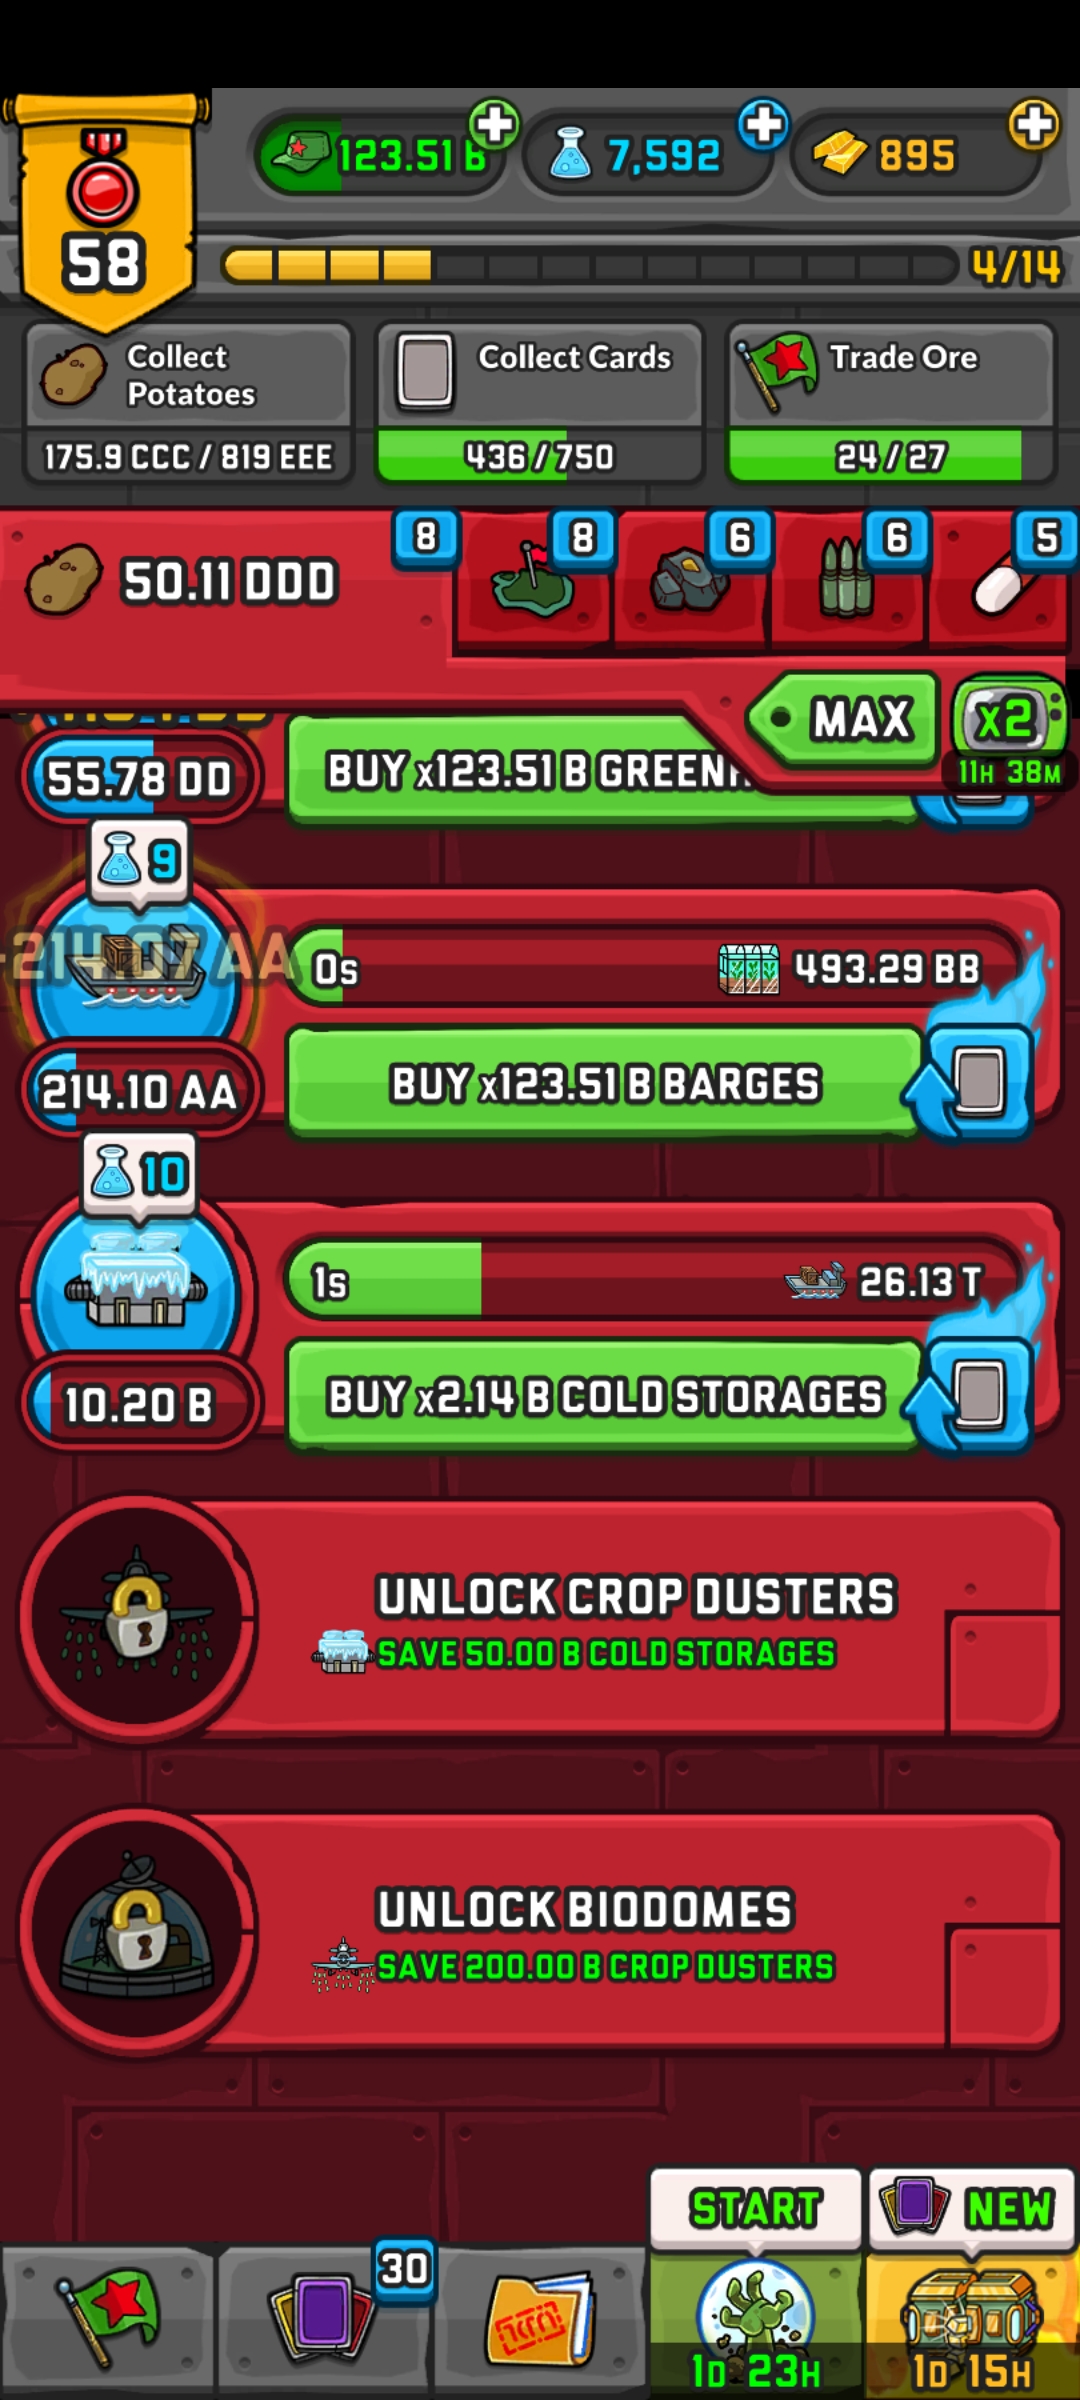 58
123.51 B
7,592
895
4/14
Collect
Potatoes
175.9 CCC / 819 EEE
Collect Cards
436 / 750
Trade Ore
24 / 27
50.11 DDD
8
8
6
6
5
MAX
x2
11H 38M
55.78 DD
BUY x123.51 B
9
214.07 AA
0s
493.29 BB
214.10 AA
BUY x123.51 B BARGES
10
1s
26.13 T
10.20 B
BUY x2.14 B COLD STORAGES
UNLOCK CROP DUSTERS
SAVE 50.00 B COLD STORAGES
UNLOCK BIODOMES
SAVE 200.00 B CROP DUSTERS
START
NEW
30
1D 23H
1D 15H